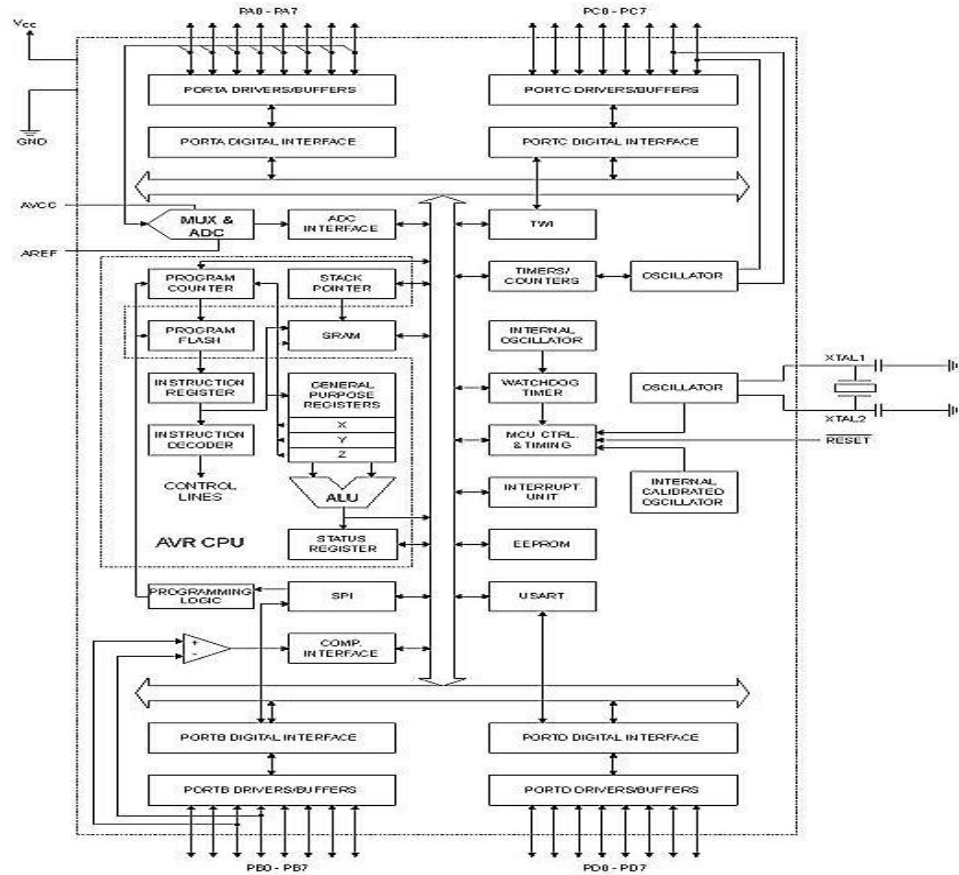 PA0 - PA7
PC0 - PC7
VCC
PORTA DRIVERS/BUFFERS
PORTC DRIVERS/BUFFERS
GND
PORTA DIGITAL INTERFACE
PORTC DIGITAL INTERFACE
AVCC
MUX &
ADC
ADC
INTERFACE
TWI
AREF
PROGRAM
COUNTER
STACK
POINTER
TIMERS/
COUNTERS
OSCILLATOR
PROGRAM
FLASH
SRAM
INTERNAL
OSCILLATOR
XTAL1
INSTRUCTION
REGISTER
GENERAL
PURPOSE
REGISTERS
WATCHDOG
TIMER
OSCILLATOR
X
XTAL2
INSTRUCTION
DECODER
Y
MCU CTRL.
& TIMING
RESET
Z
CONTROL
LINES
ALU
INTERRUPT
UNIT
INTERNAL
CALIBRATED
OSCILLATOR
AVR CPU
STATUS
REGISTER
EEPROM
PROGRAMMING
LOGIC
SPI
USART
+
-
COMP.
INTERFACE
PORTB DIGITAL INTERFACE
PORTD DIGITAL INTERFACE
PORTB DRIVERS/BUFFERS
PORTD DRIVERS/BUFFERS
PB0 - PB7
PD0 - PD7